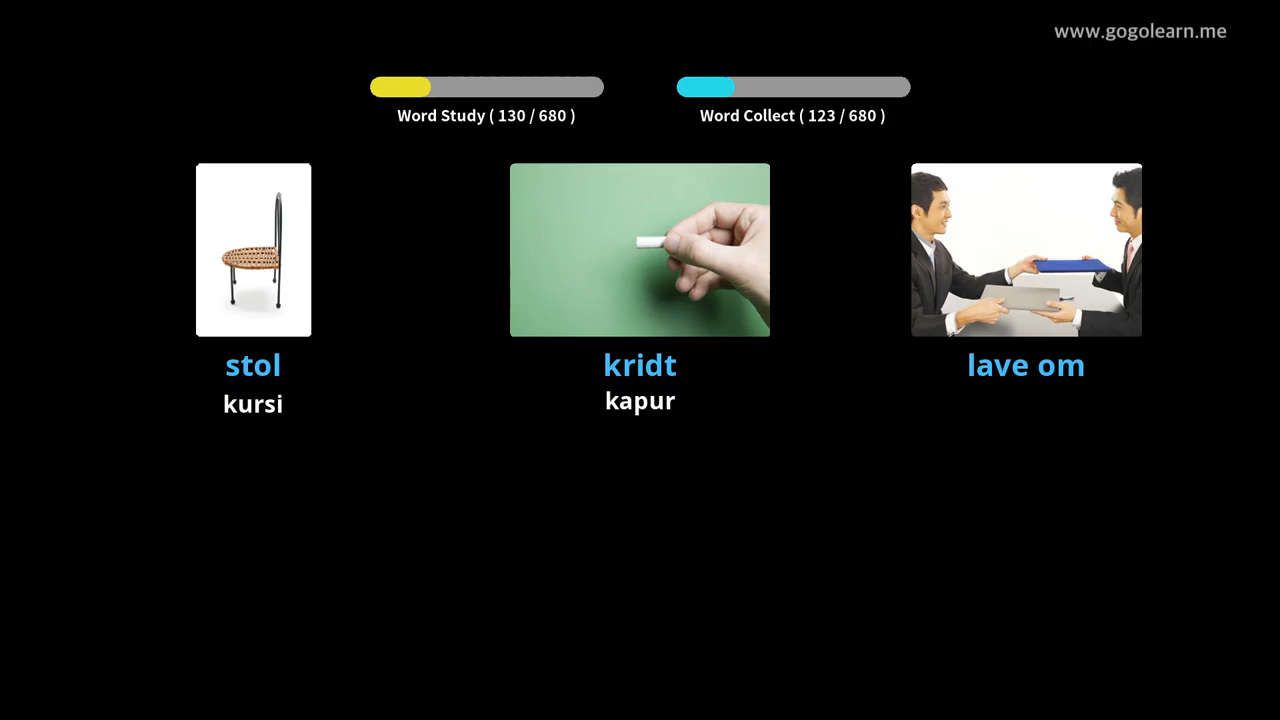 www.gogolearn.me
Word Study ( 130 / 680 )
Word Collect ( 123 / 680 )
stol
kridt
lave om
kursi
kapur